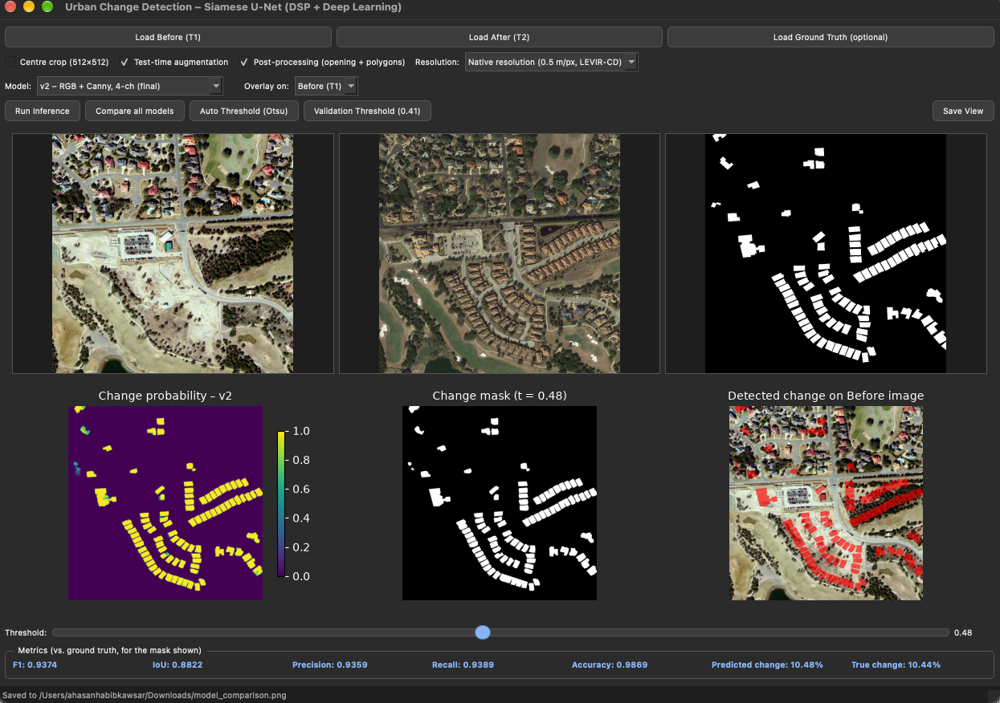 Urban Change Detection – Siamese U-Net (DSP + Deep Learning)
Load Before (T1) Load After (T2) Load Ground Truth (optional)
Centre crop (512×512) Test-time augmentation Post-processing (opening + polygons) Resolution: Native resolution (0.5 m/px, LEVIR-CD)
Model: v2 – RGB + Canny, 4-ch (final) Overlay on: Before (T1)
Run Inference Compare all models Auto Threshold (Otsu) Validation Threshold (0.41) Save View
Change probability – v2 Change mask (t = 0.48) Detected change on Before image
1.0
0.8
0.6
0.4
0.2
0.0
Threshold: 0.48
Metrics (vs. ground truth, for the mask shown)
F1: 0.9374 IoU: 0.8822 Precision: 0.9359 Recall: 0.9389 Accuracy: 0.9869 Predicted change: 10.48% True change: 10.44%
Saved to /Users/ahasanhabibkawsar/Downloads/model_comparison.png